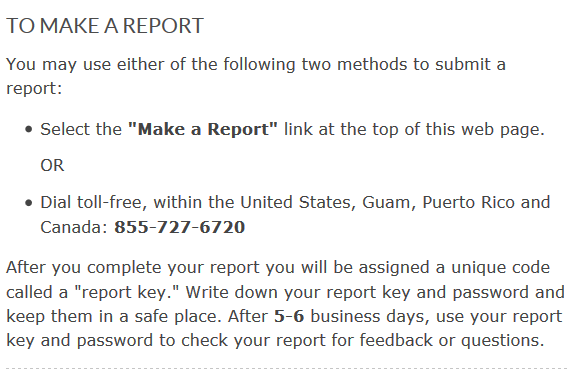 TO MAKE A REPORT
You may use either of the following two methods to submit a
report:
• Select the "Make a Report" link at the top of this web page.
OR
• Dial toll-free, within the United States, Guam, Puerto Rico and
Canada: 855-727-6720
After you complete your report you will be assigned a unique code
called a "report key." Write down your report key and password and
keep them in a safe place. After 5-6 business days, use your report
key and password to check your report for feedback or questions.